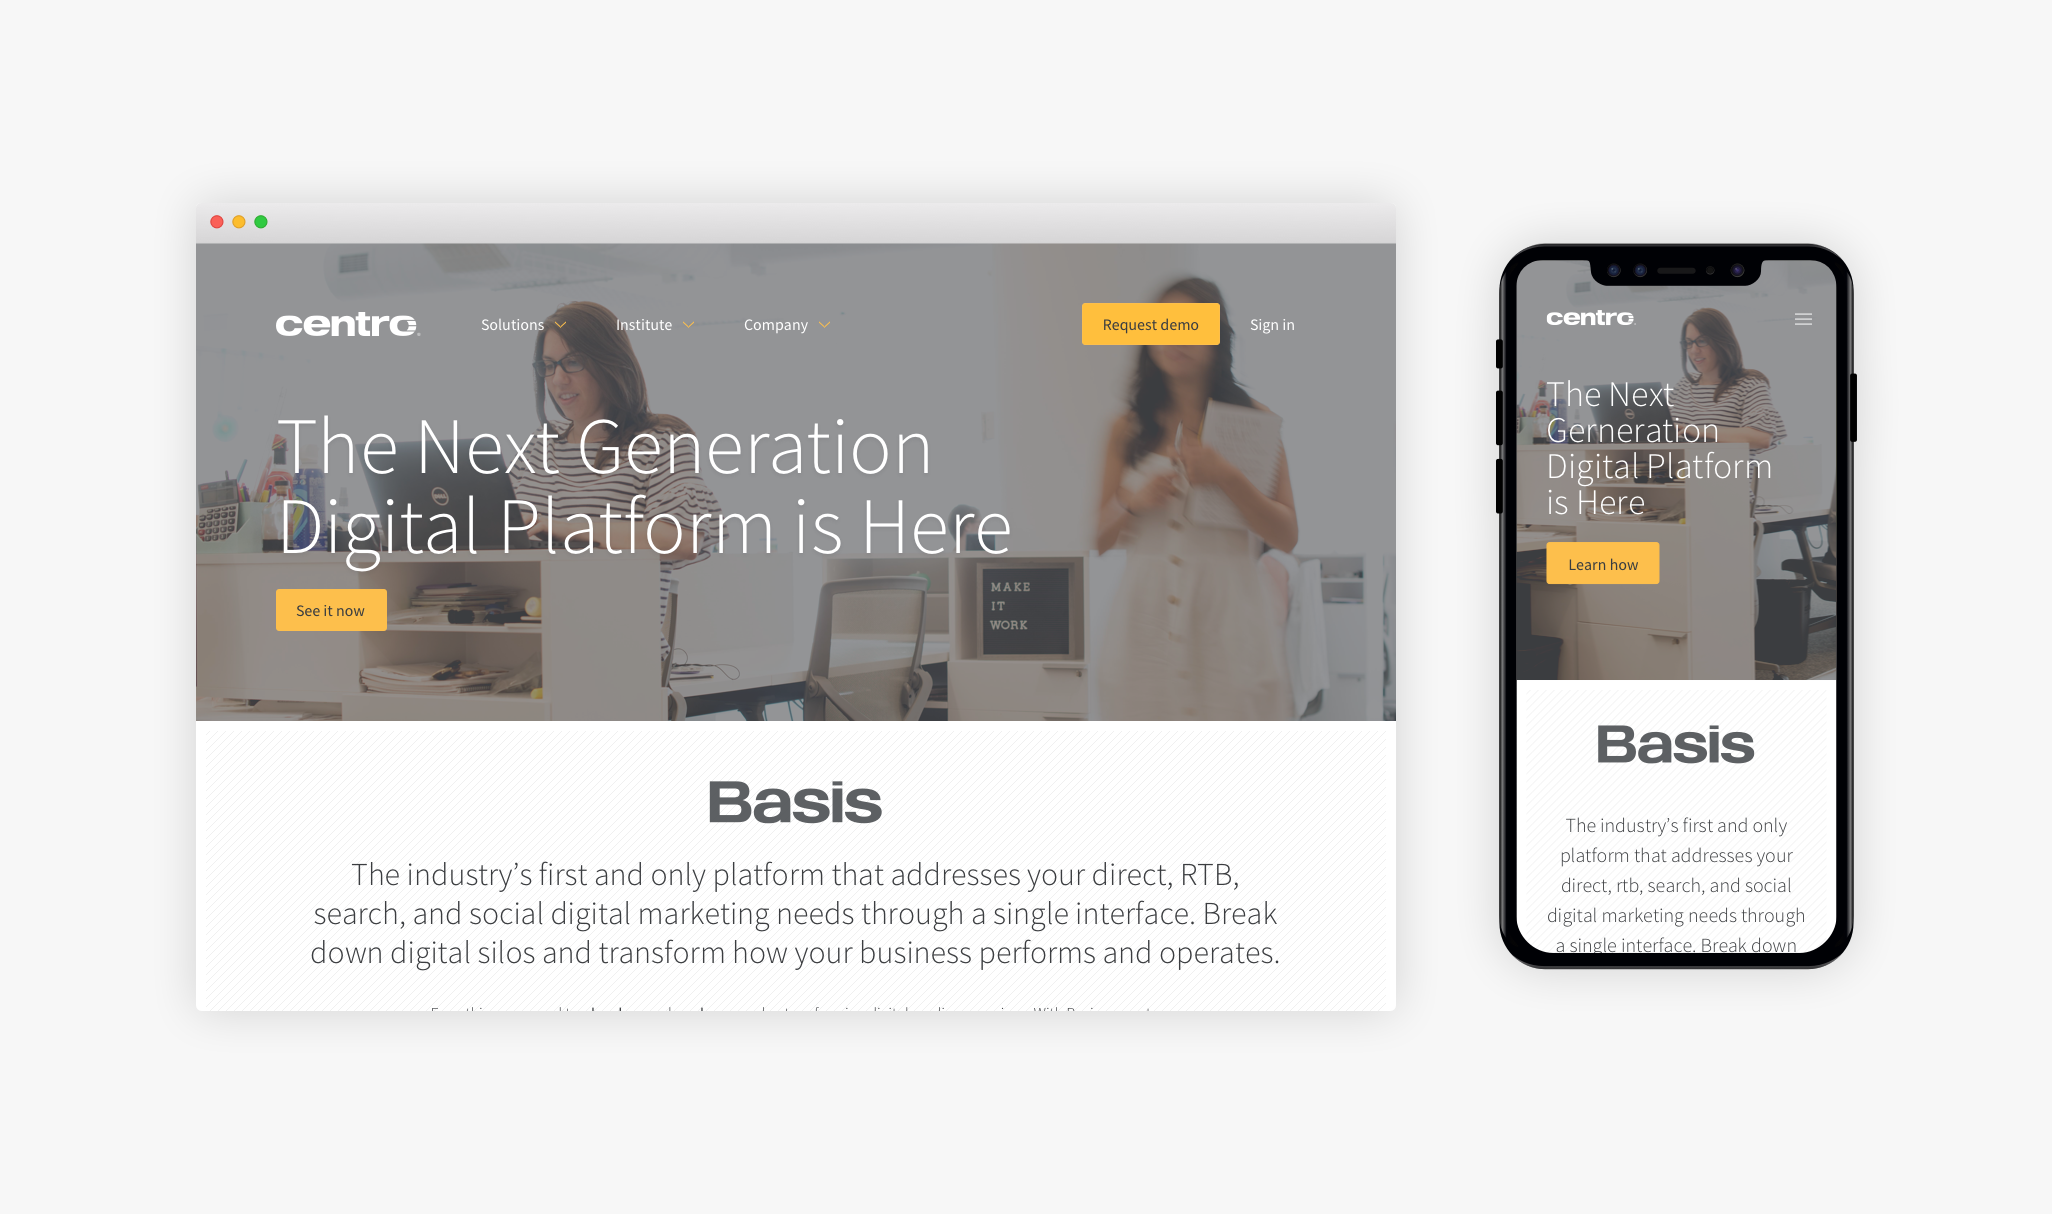 centro
Solutions
Institute
Company
Request demo
Sign in
The Next Generation
Digital Platform is Here
See it now
DELL
MAKE
IT
WORK
Basis
The industry’s first and only platform that addresses your direct, RTB,
search, and social digital marketing needs through a single interface. Break
down digital silos and transform how your business performs and operates.
centro
The Next
Gerneration
Digital Platform
is Here
Learn how
Basis
The industry’s first and only
platform that addresses your
direct, rtb, search, and social
digital marketing needs through
a single interface. Break down